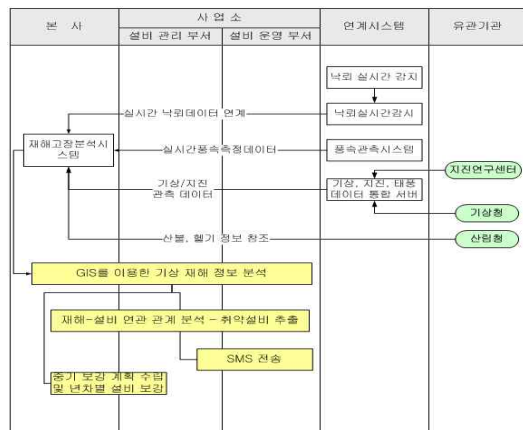 본 사
사 업 소
설비 관리 부서
설비 운영 부서
연계시스템
유관기관
낙뢰 실시간 감지
실시간 낙뢰데이터 연계
낙뢰실시간감시
재해고장분석시
스템
실시간풍속측정데이터
풍속관측시스템
지진연구센터
기상/지진
관측 데이터
기상, 지진, 태풍
데이터 통합 서버
기상청
산불, 헬기 정보 참조
산림청
GIS를 이용한 기상 재해 정보 분석
재해-설비 연관 관계 분석 - 취약설비 추출
SMS 전송
중기 보강 계획 수립
및 년차별 설비 보강